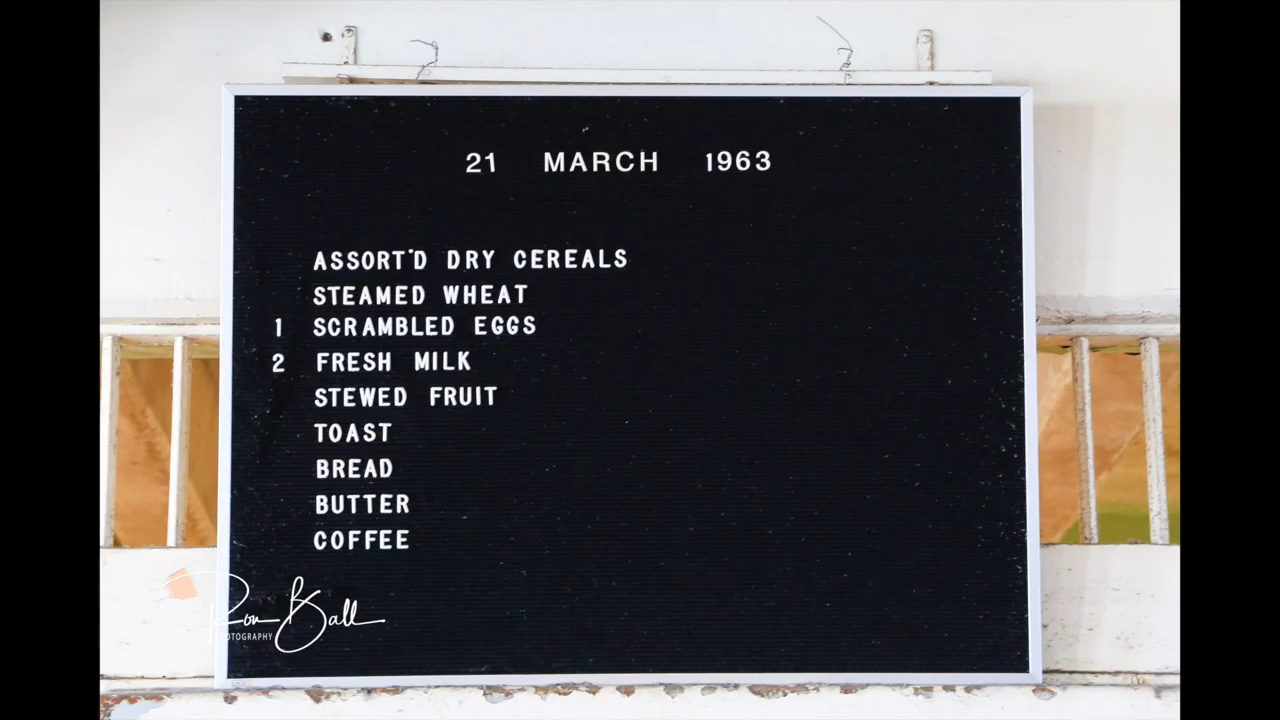 21 MARCH 1963
ASSORT'D DRY CEREALS
STEAMED WHEAT
1 SCRAMBLED EGGS
2 FRESH MILK
STEWED FRUIT
TOAST
BREAD
BUTTER
COFFEE
Ron Ball
PHOTOGRAPHY